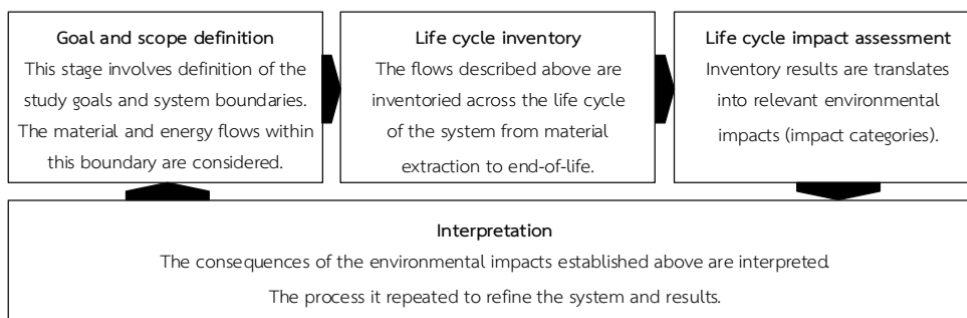 Goal and scope definition
This stage involves definition of the
study goals and system boundaries.
The material and energy flows within
this boundary are considered.
Life cycle inventory
The flows described above are
inventoried across the life cycle
of the system from material
extraction to end-of-life.
Life cycle impact assessment
Inventory results are translates
into relevant environmental
impacts (impact categories).
Interpretation
The consequences of the environmental impacts established above are interpreted.
The process it repeated to refine the system and results.